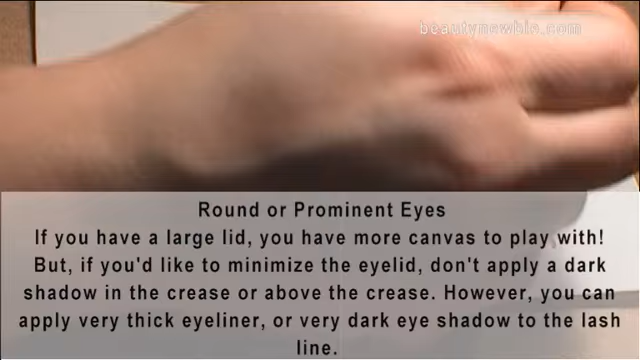 beautynewbie.com
Round or Prominent Eyes
If you have a large lid, you have more canvas to play with!
But, if you'd like to minimize the eyelid, don't apply a dark
shadow in the crease or above the crease. However, you can
apply very thick eyeliner, or very dark eye shadow to the lash
line.